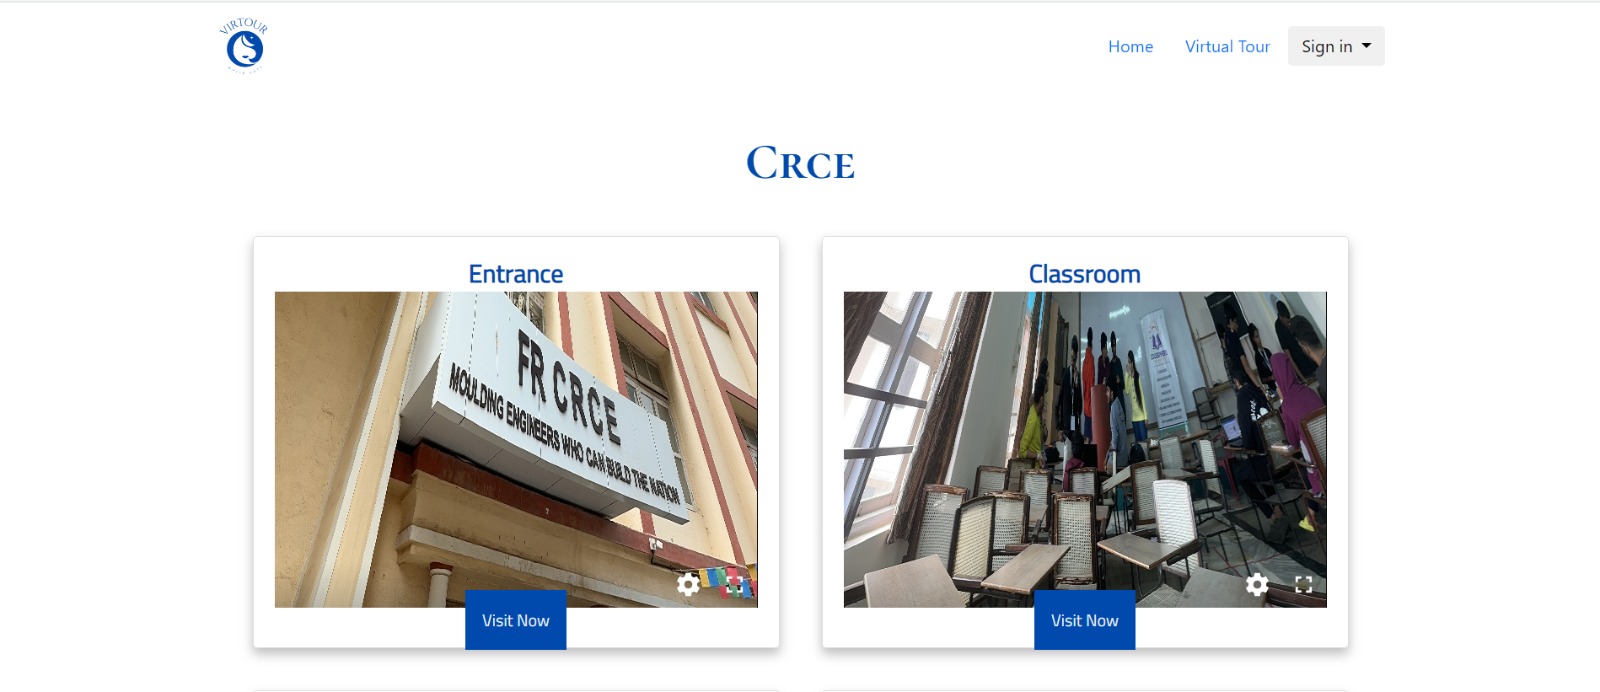 VIRTOUR
Home
Virtual Tour
Sign in
CRCE
Entrance
Classroom
FR CRCE
MOULDING ENGINEERS WHO CAN BUILD THE NATION
Visit Now
Visit Now